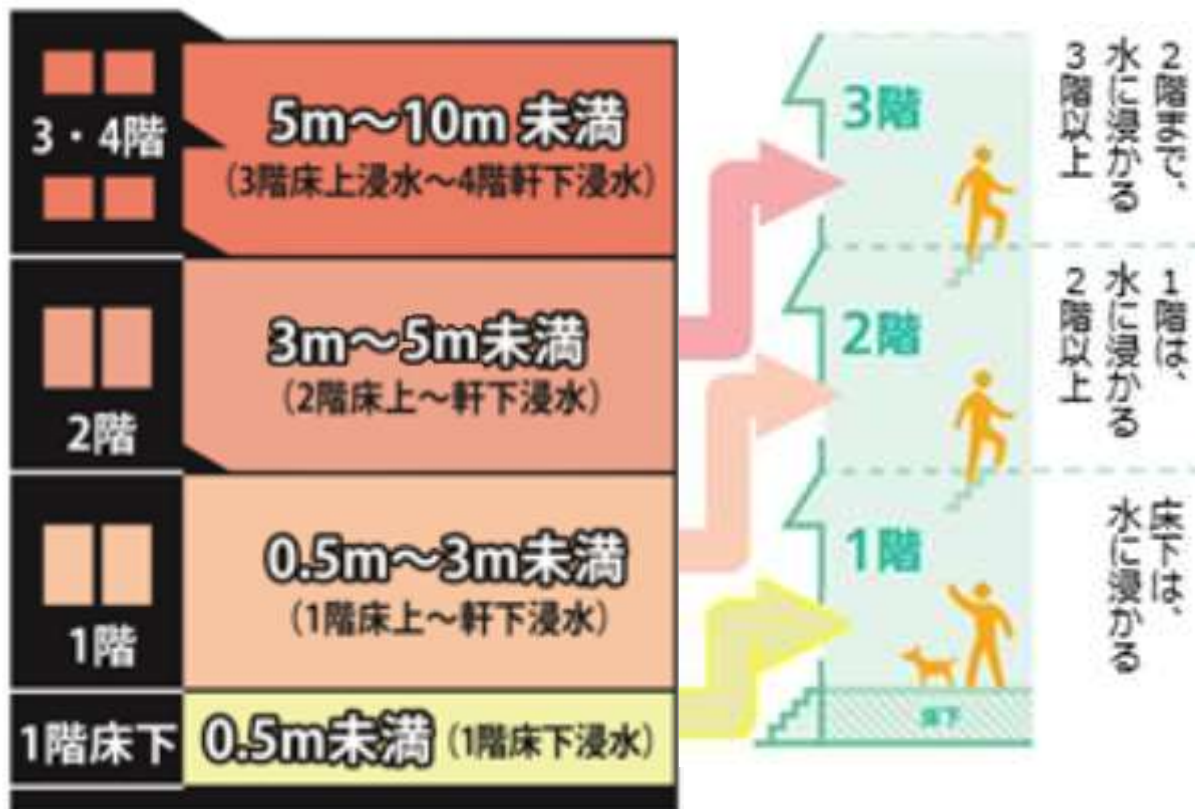 3・4階
5m～10m 未満
（3階床上浸水～4階軒下浸水）
2階
3m～5m未満
（2階床上～軒下浸水）
1階
0.5m～3m未満
（1階床上～軒下浸水）
1階床下
0.5m未満（1階床下浸水）
3階
2階
1階
床下
2階まで、
水に浸かる
3階以上
1階は、
水に浸かる
2階以上
床下は、
水に浸かる